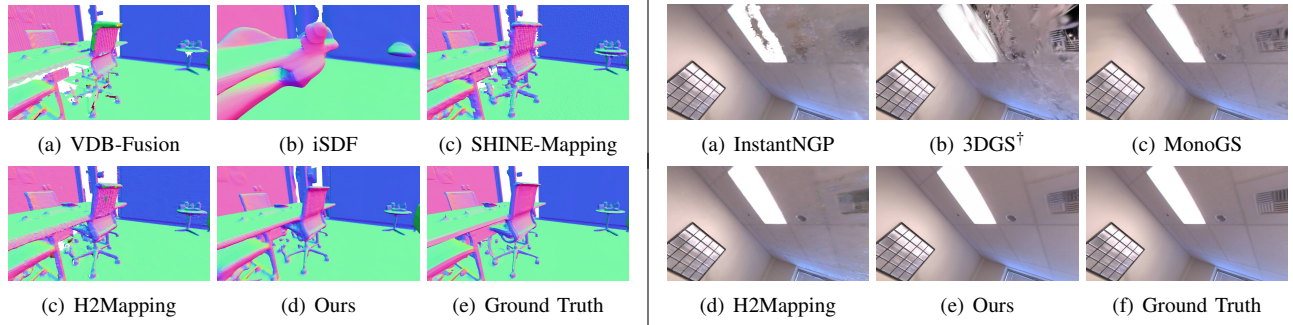 (a) VDB-Fusion
(b) iSDF
(c) SHINE-Mapping
(c) H2Mapping
(d) Ours
(e) Ground Truth
(a) InstantNGP
(b) 3DGS†
(c) MonoGS
(d) H2Mapping
(e) Ours
(f) Ground Truth